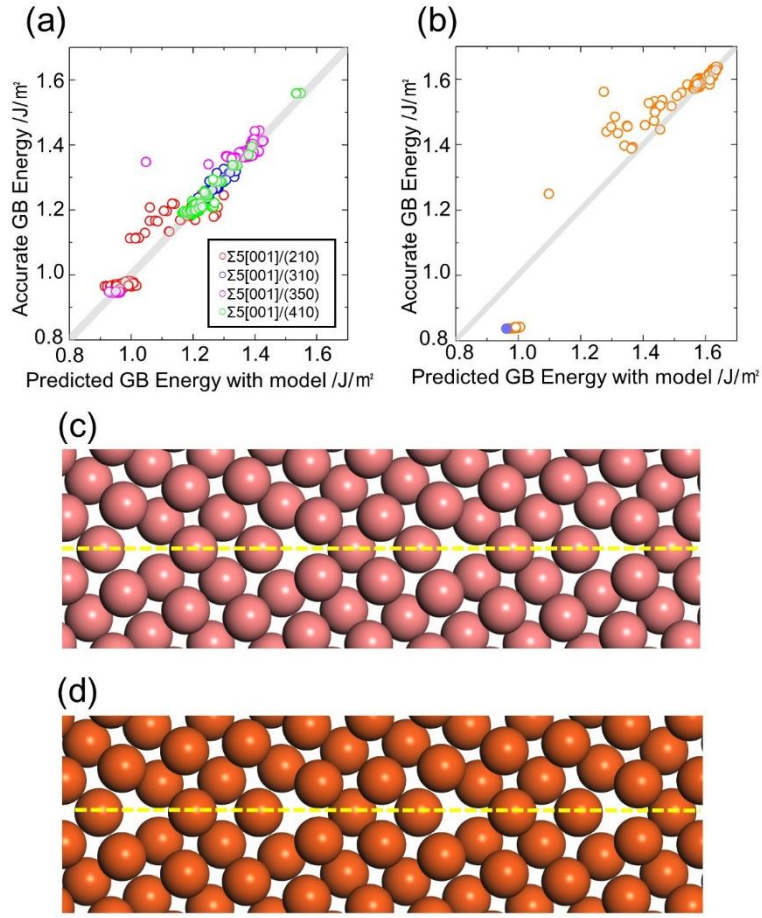 (a)
Accurate GB Energy /J/㎡
1.6
1.4
1.2
1.0
0.8
0.8 1.0 1.2 1.4 1.6
Predicted GB Energy with model /J/㎡
Σ5[001]/(210)
Σ5[001]/(310)
Σ5[001]/(350)
Σ5[001]/(410)
(b)
Accurate GB Energy /J/㎡
1.6
1.4
1.2
1.0
0.8
0.8 1.0 1.2 1.4 1.6
Predicted GB Energy with model /J/㎡
(c)
(d)